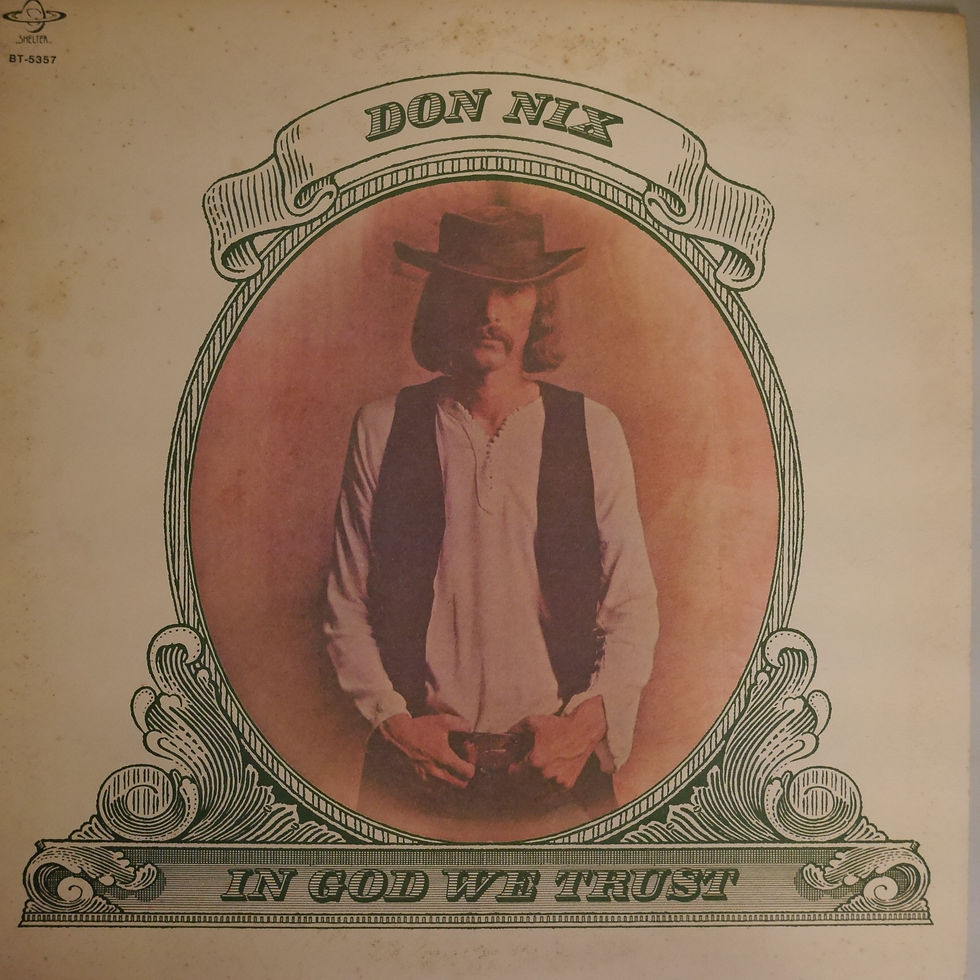 SHELTER
BT-5357
DON NIX
IN GOD WE TRUST